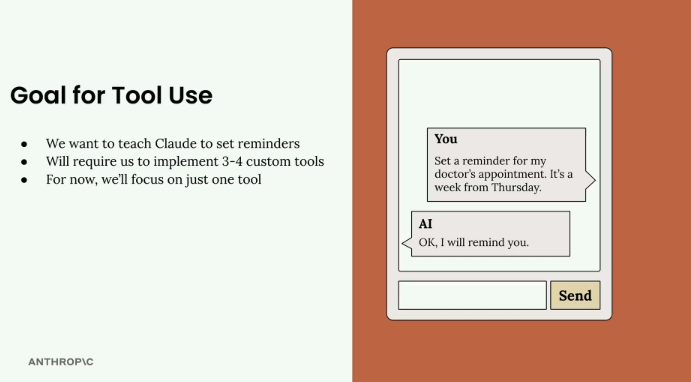 Goal for Tool Use
● We want to teach Claude to set reminders
● Will require us to implement 3-4 custom tools
● For now, we'll focus on just one tool
ANTHROP\C
You
Set a reminder for my
doctor's appointment. It's a
week from Thursday.
AI
OK, I will remind you.
Send